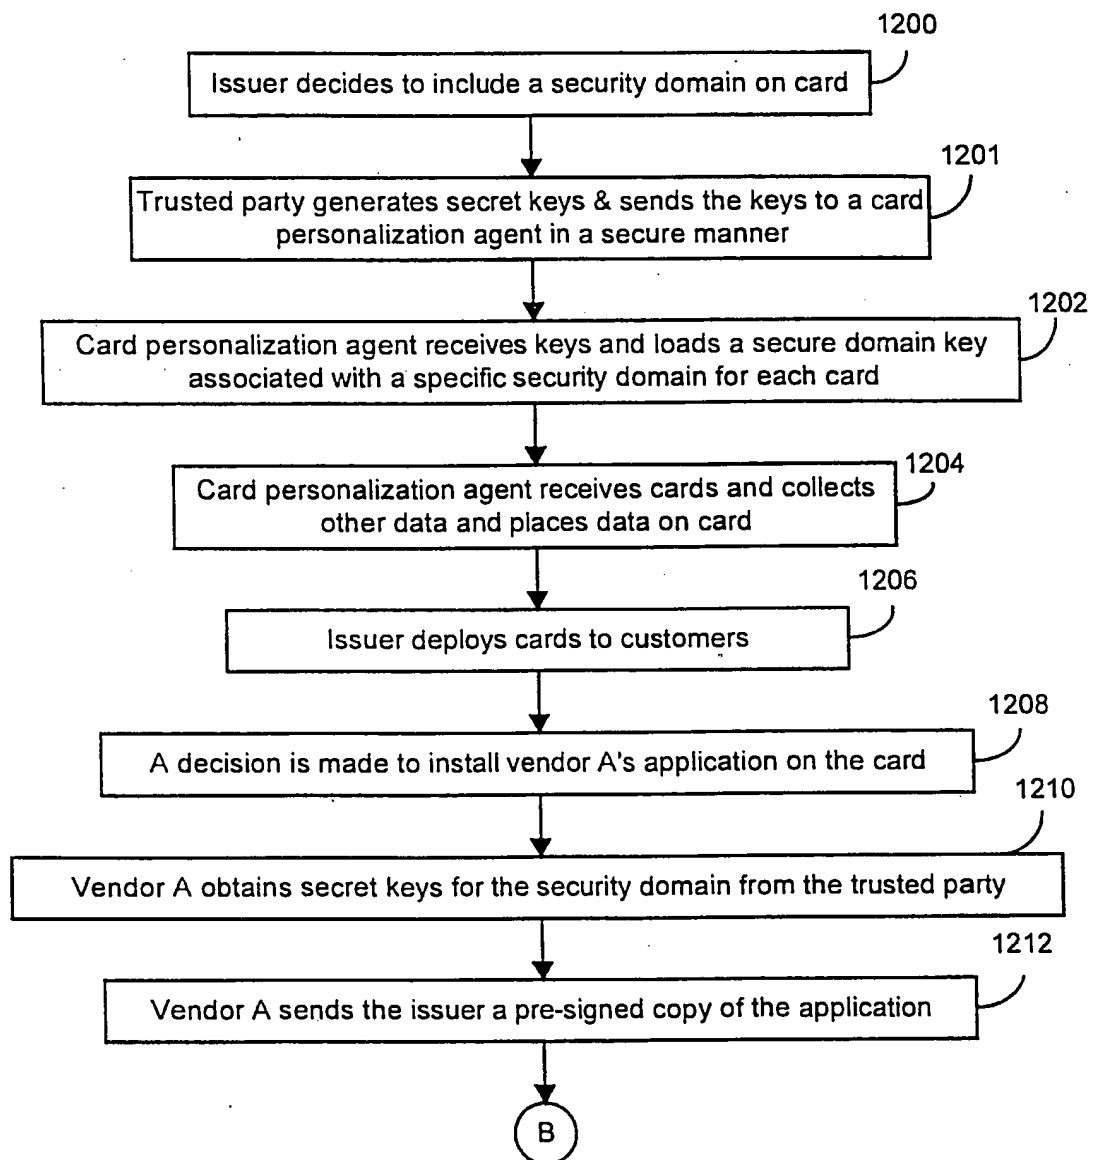 1200
Issuer decides to include a security domain on card
1201
Trusted party generates secret keys & sends the keys to a card
personalization agent in a secure manner
1202
Card personalization agent receives keys and loads a secure domain key
associated with a specific security domain for each card
1204
Card personalization agent receives cards and collects
other data and places data on card
1206
Issuer deploys cards to customers
1208
A decision is made to install vendor A's application on the card
1210
Vendor A obtains secret keys for the security domain from the trusted party
1212
Vendor A sends the issuer a pre-signed copy of the application
B